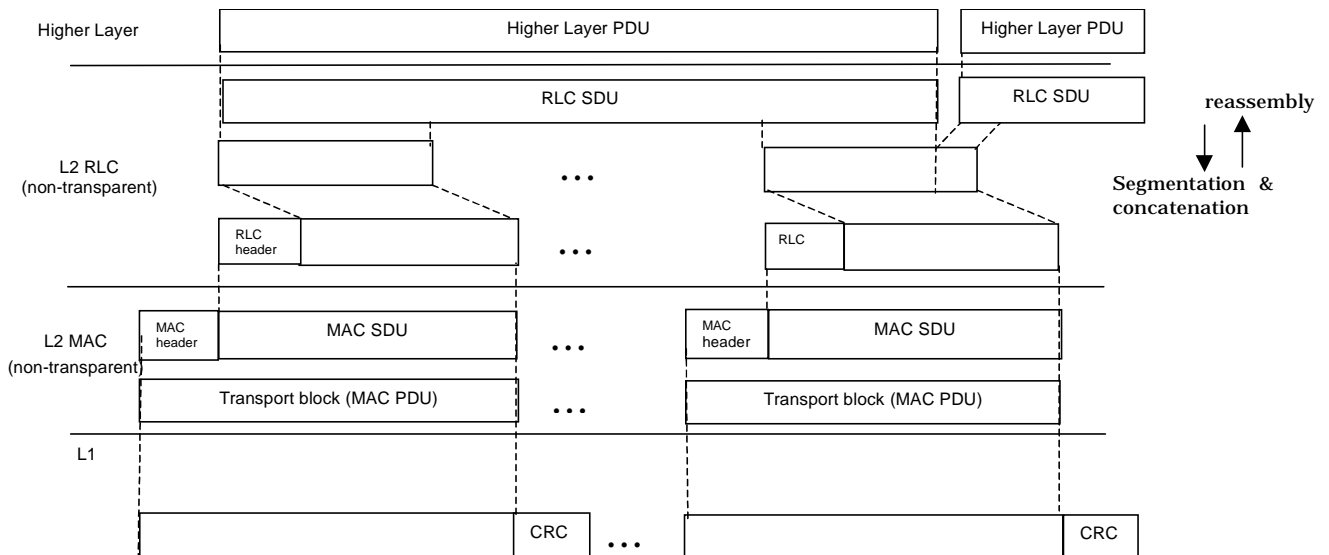 Higher Layer
Higher Layer PDU
Higher Layer PDU
RLC SDU
RLC SDU
reassembly
L2 RLC
(non-transparent)
...
Segmentation &
concatenation
RLC
header
...
RLC
L2 MAC
(non-transparent)
MAC
header
MAC SDU
...
MAC
header
MAC SDU
Transport block (MAC PDU)
...
Transport block (MAC PDU)
L1
CRC
...
CRC